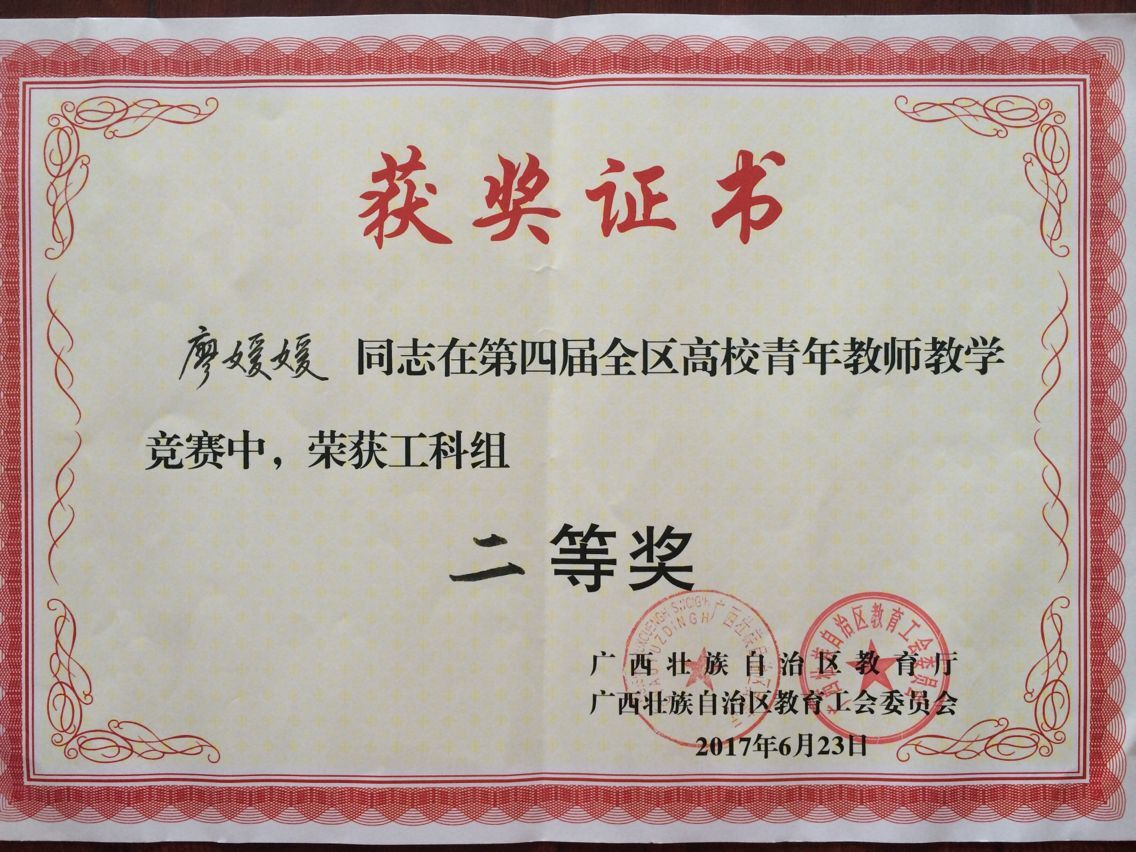 获奖证书
廖媛媛 同志在第四届全区高校青年教师教学
竞赛中，荣获工科组
二等奖
广西壮族自治区教育厅
广西壮族自治区教育工会委员会
2017年6月23日